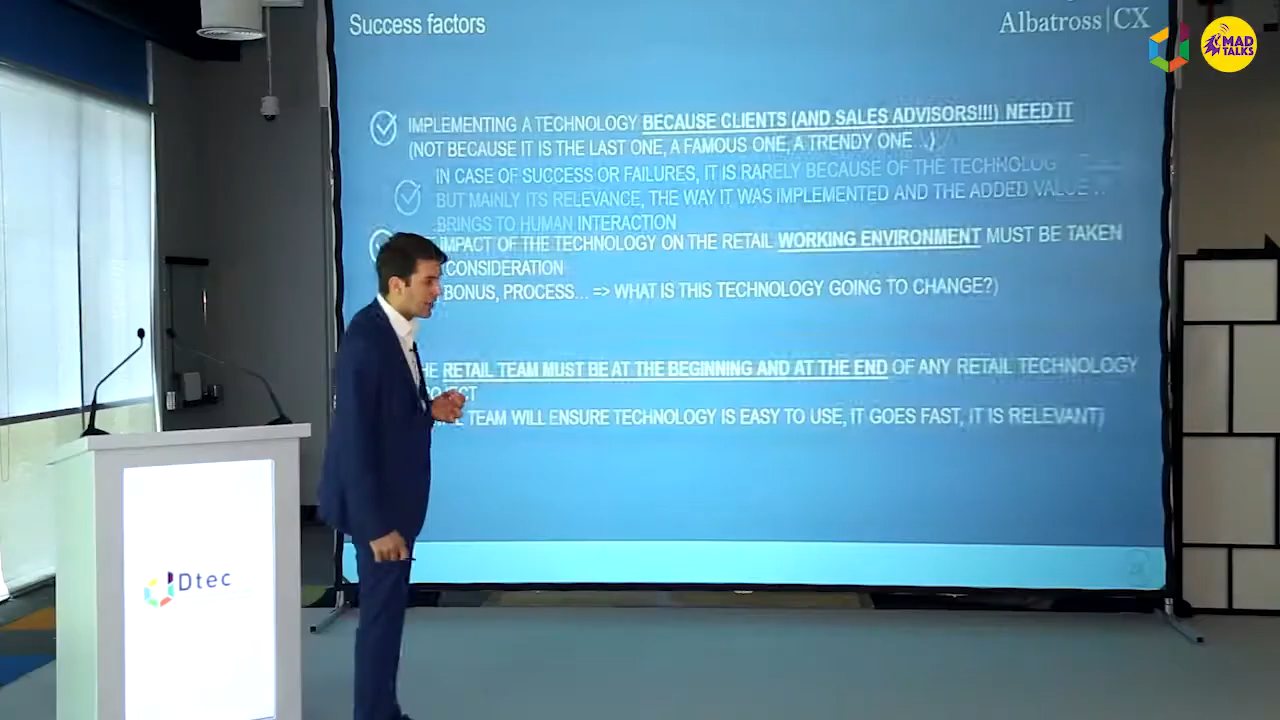 Success factors
Albatross|CX
MAD
TALKS
IMPLEMENTING A TECHNOLOGY BECAUSE CLIENTS (AND SALES ADVISORS!!!) NEED IT
(NOT BECAUSE IT IS THE LAST ONE, A FAMOUS ONE, A TRENDY ONE ...)
IN CASE OF SUCCESS OR FAILURES, IT IS RARELY BECAUSE OF THE TECHNOLOG
BUT MAINLY ITS RELEVANCE, THE WAY IT WAS IMPLEMENTED AND THE ADDED VALUE
BRINGS TO HUMAN INTERACTION
IMPACT OF THE TECHNOLOGY ON THE RETAIL WORKING ENVIRONMENT MUST BE TAKEN
CONSIDERATION
BONUS, PROCESS... => WHAT IS THIS TECHNOLOGY GOING TO CHANGE?)
HE RETAIL TEAM MUST BE AT THE BEGINNING AND AT THE END OF ANY RETAIL TECHNOLOGY
TEAM WILL ENSURE TECHNOLOGY IS EASY TO USE, IT GOES FAST, IT IS RELEVANT)
Dtec